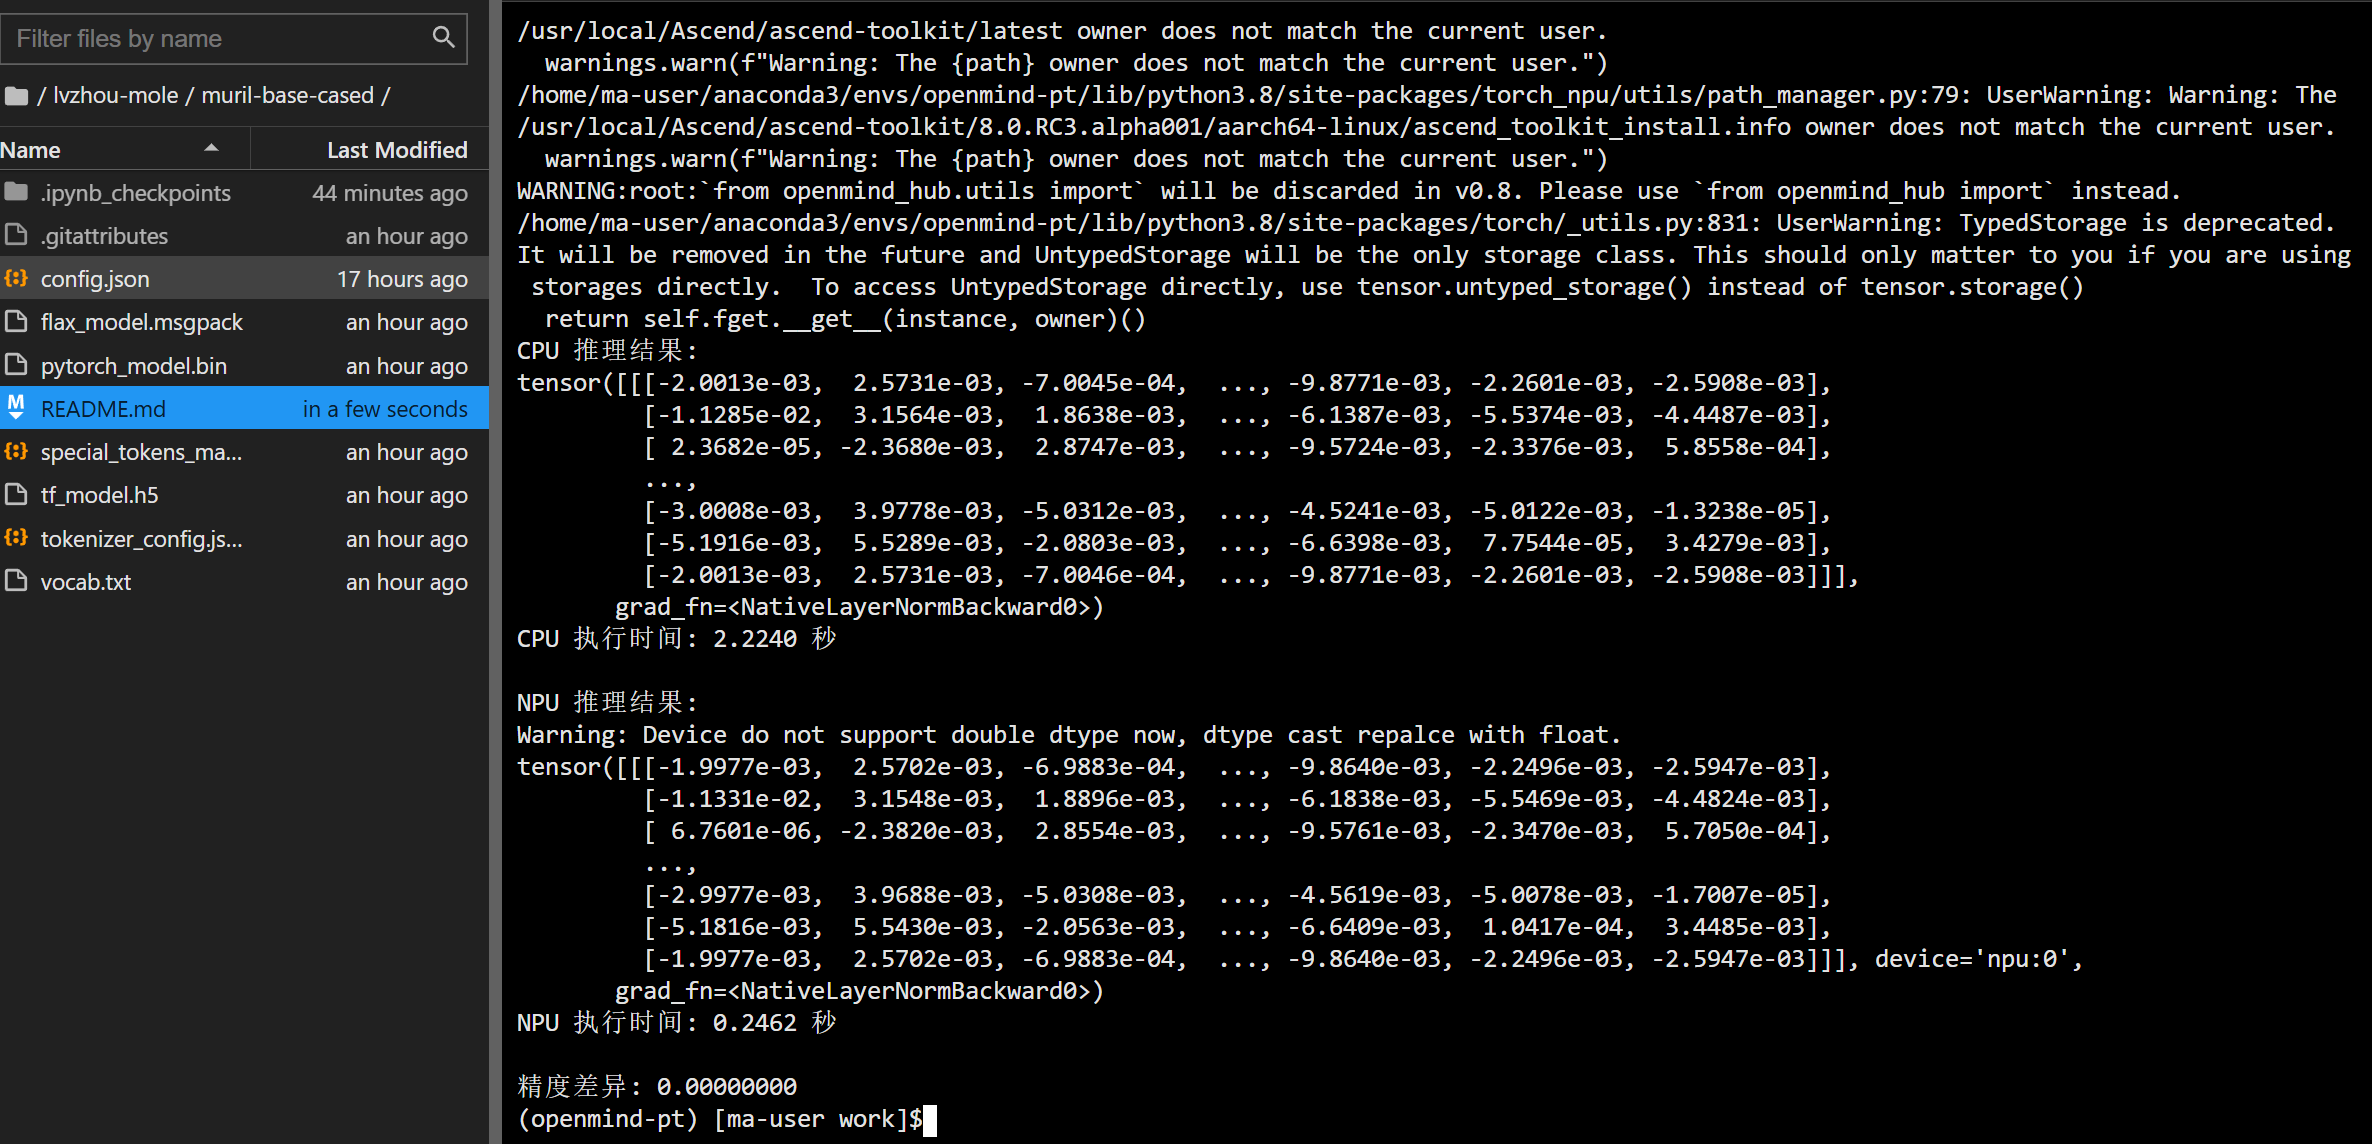 Filter files by name
/ lvzhou-mole / muril-base-cased /
Name Last Modified
.ipynb_checkpoints 44 minutes ago
.gitattributes an hour ago
config.json 17 hours ago
flax_model.msgpack an hour ago
pytorch_model.bin an hour ago
README.md in a few seconds
special_tokens_ma... an hour ago
tf_model.h5 an hour ago
tokenizer_config.js... an hour ago
vocab.txt an hour ago
/usr/local/Ascend/ascend-toolkit/latest owner does not match the current user.
  warnings.warn(f"Warning: The {path} owner does not match the current user.")
/home/ma-user/anaconda3/envs/openmind-pt/lib/python3.8/site-packages/torch_npu/utils/path_manager.py:79: UserWarning: Warning: The
/usr/local/Ascend/ascend-toolkit/8.0.RC3.alpha001/aarch64-linux/ascend_toolkit_install.info owner does not match the current user.
  warnings.warn(f"Warning: The {path} owner does not match the current user.")
WARNING:root:`from openmind_hub.utils import` will be discarded in v0.8. Please use `from openmind_hub import` instead.
/home/ma-user/anaconda3/envs/openmind-pt/lib/python3.8/site-packages/torch/_utils.py:831: UserWarning: TypedStorage is deprecated.
It will be removed in the future and UntypedStorage will be the only storage class. This should only matter to you if you are using
 storages directly.  To access UntypedStorage directly, use tensor.untyped_storage() instead of tensor.storage()
  return self.fget.__get__(instance, owner)()
CPU 推理结果:
tensor([[[-2.0013e-03,  2.5731e-03, -7.0045e-04,  ..., -9.8771e-03, -2.2601e-03, -2.5908e-03],
         [-1.1285e-02,  3.1564e-03,  1.8638e-03,  ..., -6.1387e-03, -5.5374e-03, -4.4487e-03],
         [ 2.3682e-05, -2.3680e-03,  2.8747e-03,  ..., -9.5724e-03, -2.3376e-03,  5.8558e-04],
         ...,
         [-3.0008e-03,  3.9778e-03, -5.0312e-03,  ..., -4.5241e-03, -5.0122e-03, -1.3238e-05],
         [-5.1916e-03,  5.5289e-03, -2.0803e-03,  ..., -6.6398e-03,  7.7544e-05,  3.4279e-03],
         [-2.0013e-03,  2.5731e-03, -7.0046e-04,  ..., -9.8771e-03, -2.2601e-03, -2.5908e-03]]],
       grad_fn=<NativeLayerNormBackward0>)
CPU 执行时间: 2.2240 秒
NPU 推理结果:
Warning: Device do not support double dtype now, dtype cast repalce with float.
tensor([[[-1.9977e-03,  2.5702e-03, -6.9883e-04,  ..., -9.8640e-03, -2.2496e-03, -2.5947e-03],
         [-1.1331e-02,  3.1548e-03,  1.8896e-03,  ..., -6.1838e-03, -5.5469e-03, -4.4824e-03],
         [ 6.7601e-06, -2.3820e-03,  2.8554e-03,  ..., -9.5761e-03, -2.3470e-03,  5.7050e-04],
         ...,
         [-2.9977e-03,  3.9688e-03, -5.0308e-03,  ..., -4.5619e-03, -5.0078e-03, -1.7007e-05],
         [-5.1816e-03,  5.5430e-03, -2.0563e-03,  ..., -6.6409e-03,  1.0417e-04,  3.4485e-03],
         [-1.9977e-03,  2.5702e-03, -6.9883e-04,  ..., -9.8640e-03, -2.2496e-03, -2.5947e-03]]], device='npu:0',
       grad_fn=<NativeLayerNormBackward0>)
NPU 执行时间: 0.2462 秒
精度差异: 0.00000000
(openmind-pt) [ma-user work]$